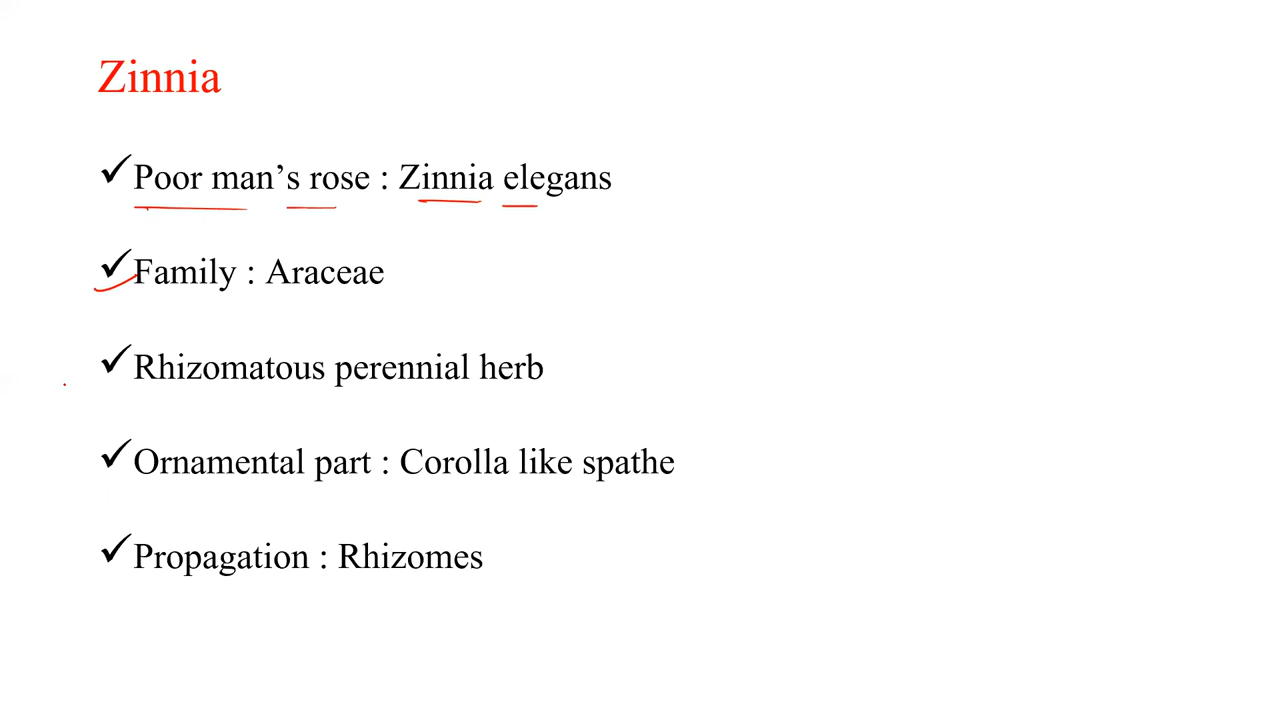 Zinnia
✓Poor man’s rose : Zinnia elegans
✓Family : Araceae
✓Rhizomatous perennial herb
✓Ornamental part : Corolla like spathe
✓Propagation : Rhizomes